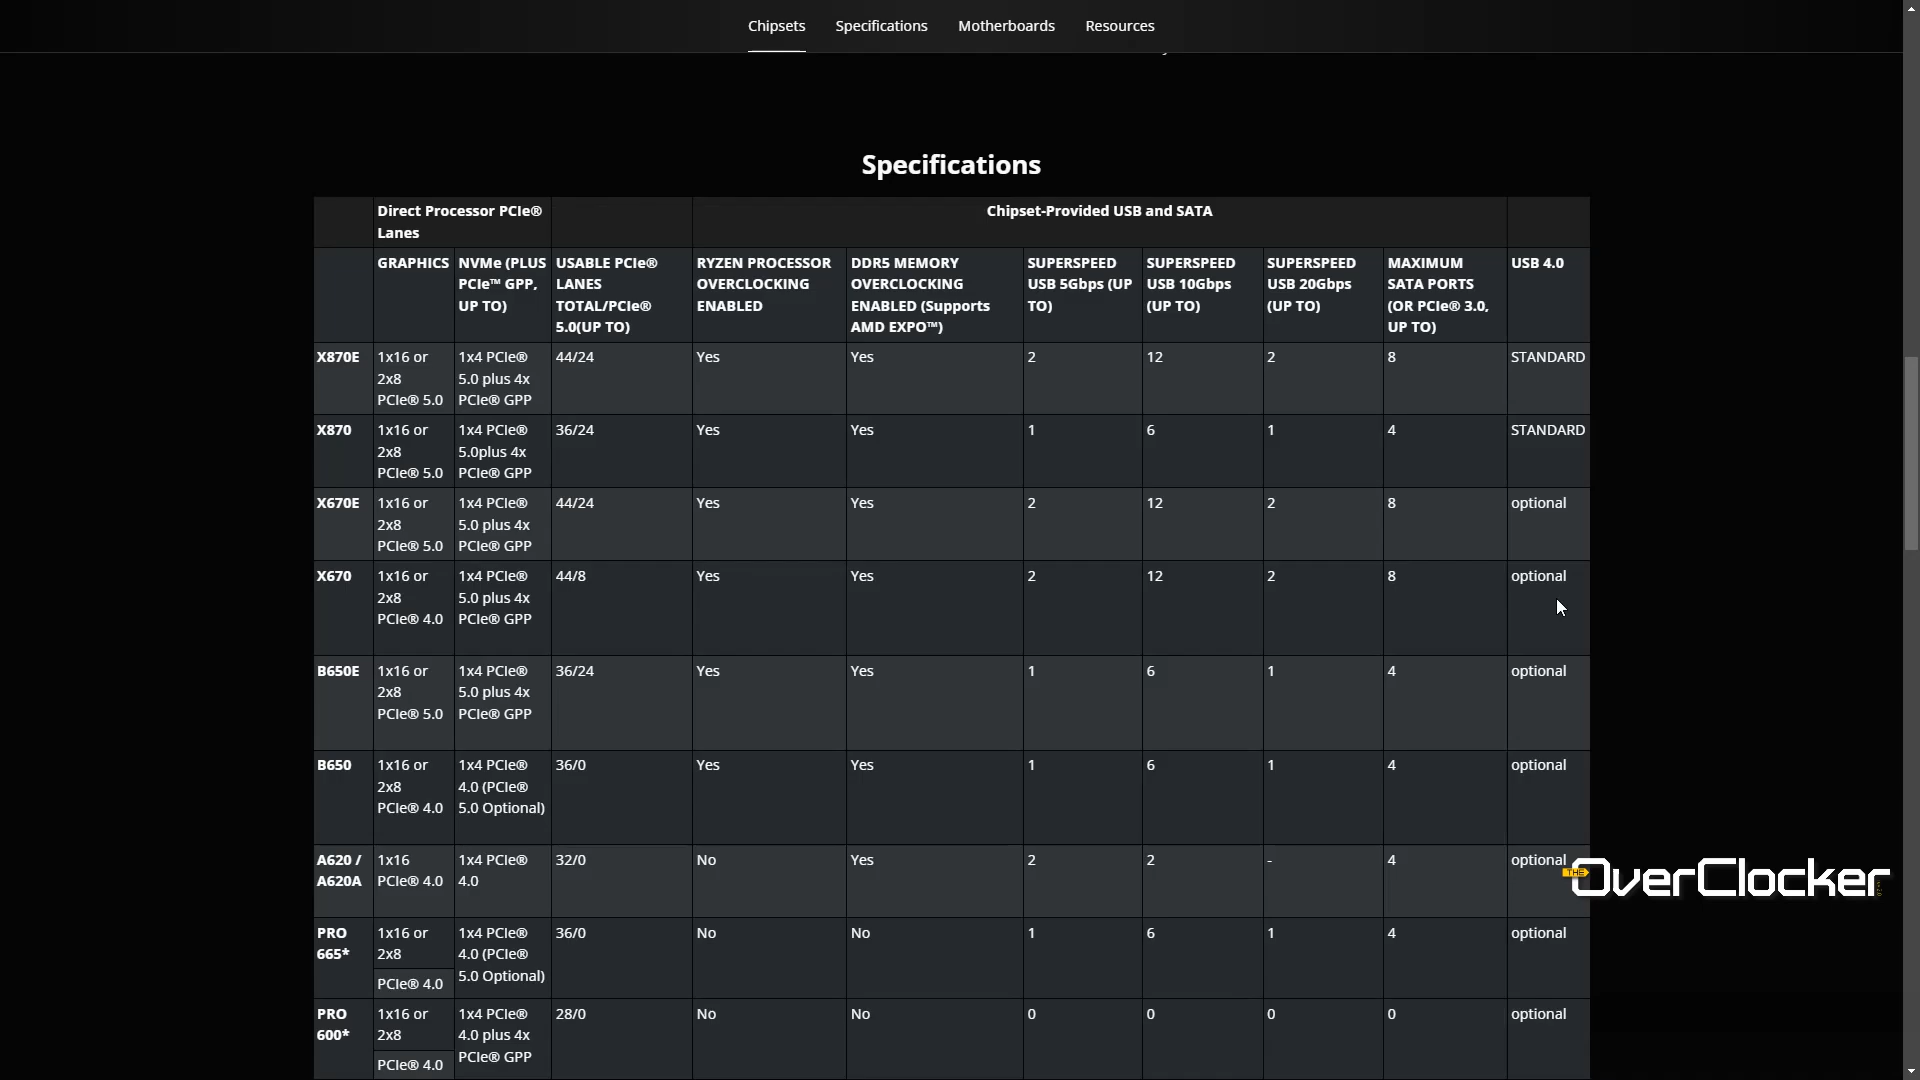 Chipsets Specifications Motherboards Resources
Specifications
Direct Processor PCIe® Lanes Chipset-Provided USB and SATA
GRAPHICS NVMe (PLUS PCIe™ GPP, UP TO) USABLE PCIe® LANES TOTAL/PCIe® 5.0(UP TO) RYZEN PROCESSOR OVERCLOCKING ENABLED DDR5 MEMORY OVERCLOCKING ENABLED (Supports AMD EXPO™) SUPERSPEED USB 5Gbps (UP TO) SUPERSPEED USB 10Gbps (UP TO) SUPERSPEED USB 20Gbps (UP TO) MAXIMUM SATA PORTS (OR PCIe® 3.0, UP TO) USB 4.0
X870E 1x16 or 2x8 PCIe® 5.0 1x4 PCIe® 5.0 plus 4x PCIe® GPP 44/24 Yes Yes 2 12 2 8 STANDARD
X870 1x16 or 2x8 PCIe® 5.0 1x4 PCIe® 5.0plus 4x PCIe® GPP 36/24 Yes Yes 1 6 1 4 STANDARD
X670E 1x16 or 2x8 PCIe® 5.0 1x4 PCIe® 5.0 plus 4x PCIe® GPP 44/24 Yes Yes 2 12 2 8 optional
X670 1x16 or 2x8 PCIe® 4.0 1x4 PCIe® 5.0 plus 4x PCIe® GPP 44/8 Yes Yes 2 12 2 8 optional
B650E 1x16 or 2x8 PCIe® 5.0 1x4 PCIe® 5.0 plus 4x PCIe® GPP 36/24 Yes Yes 1 6 1 4 optional
B650 1x16 or 2x8 PCIe® 4.0 1x4 PCIe® 4.0 (PCIe® 5.0 Optional) 36/0 Yes Yes 1 6 1 4 optional
A620 / A620A 1x16 PCIe® 4.0 1x4 PCIe® 4.0 32/0 No Yes 2 2 - 4 optional
THE OverClocker
PRO 665* 1x16 or 2x8 PCIe® 4.0 1x4 PCIe® 4.0 (PCIe® 5.0 Optional) 36/0 No No 1 6 1 4 optional
PRO 600* 1x16 or 2x8 PCIe® 4.0 1x4 PCIe® 4.0 plus 4x PCIe® GPP 28/0 No No 0 0 0 0 optional